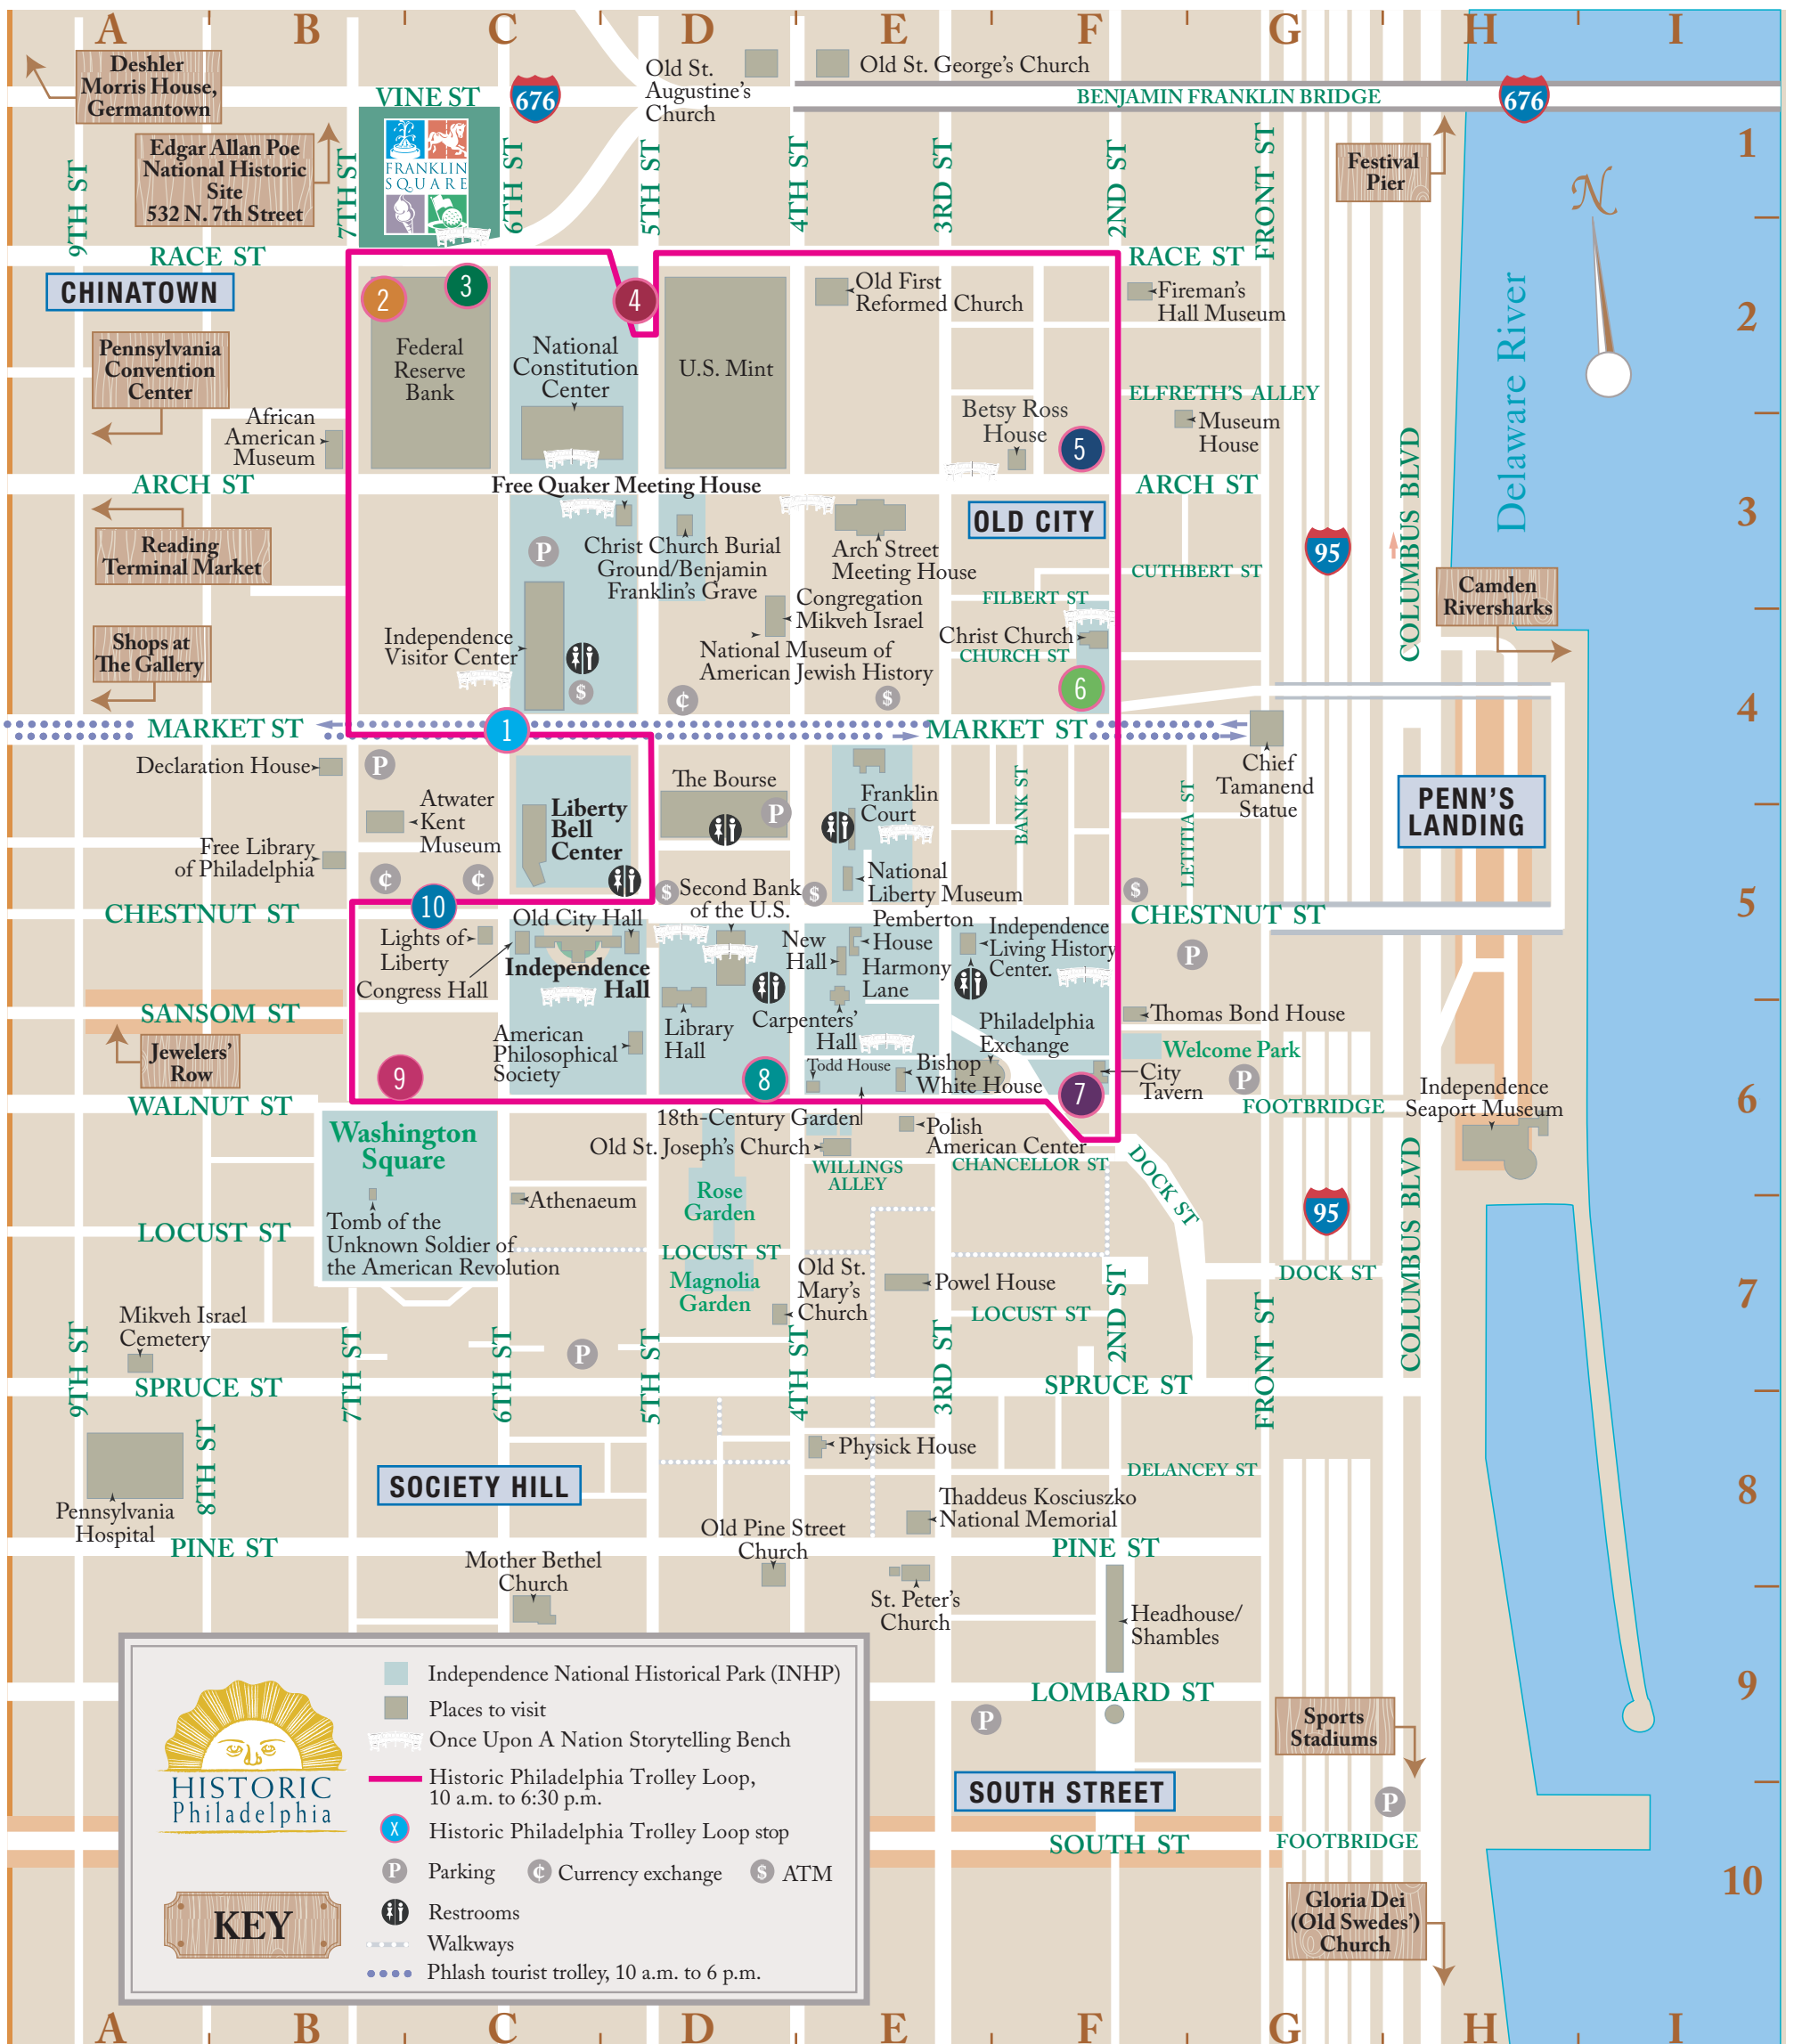 A B C D E F G H I
Deshler
Morris House,
Germantown
Old St.
Augustine's
Church
Old St. George's Church
VINE ST
676
BENJAMIN FRANKLIN BRIDGE
676
Edgar Allan Poe
National Historic
Site
532 N. 7th Street
FRANKLIN
SQUARE
Festival
Pier
1
N
9TH ST
7TH ST
6TH ST
5TH ST
4TH ST
3RD ST
2ND ST
FRONT ST
RACE ST
RACE ST
CHINATOWN
2
3
4
Old First
Reformed Church
Fireman's
Hall Museum
2
Delaware River
Pennsylvania
Convention
Center
Federal
Reserve
Bank
National
Constitution
Center
U.S. Mint
ELFRETH'S ALLEY
Museum
House
African
American
Museum
Betsy Ross
House
5
ARCH ST
Free Quaker Meeting House
ARCH ST
COLUMBUS BLVD
3
OLD CITY
95
Reading
Terminal Market
P
Christ Church Burial
Ground/Benjamin
Franklin's Grave
Arch Street
Meeting House
CUTHBERT ST
FILBERT ST
Camden
Riversharks
Congregation
Mikveh Israel
Shops at
The Gallery
Independence
Visitor Center
National Museum of
American Jewish History
Christ Church
CHURCH ST
$
¢
$
6
4
MARKET ST
1
MARKET ST
Declaration House
P
The Bourse
Chief
Tamanend
Statue
Atwater
Kent
Museum
Liberty
Bell
Center
P
Franklin
Court
BANK ST
LETITIA ST
PENN'S
LANDING
Free Library
of Philadelphia
¢
¢
National
Liberty Museum
$
Second Bank
of the U.S.
$
$
5
CHESTNUT ST
10
Old City Hall
CHESTNUT ST
Lights of
Liberty
Congress Hall
Independence
Hall
New
Hall
Pemberton
House
Harmony
Lane
Independence
Living History
Center.
P
SANSOM ST
Library
Hall
Carpenters'
Hall
Philadelphia
Exchange
Thomas Bond House
Jewelers'
Row
American
Philosophical
Society
Welcome Park
9
8
Todd House
Bishop
White House
7
City
Tavern
P
Independence
Seaport Museum
6
WALNUT ST
FOOTBRIDGE
Washington
Square
18th-Century Garden
Polish
American Center
Old St. Joseph's Church
WILLINGS
ALLEY
CHANCELLOR ST
DOCK ST
COLUMBUS BLVD
Athenaeum
Rose
Garden
95
Tomb of the
Unknown Soldier of
the American Revolution
LOCUST ST
LOCUST ST
Magnolia
Garden
Old St.
Mary's
Church
Powel House
LOCUST ST
DOCK ST
7
Mikveh Israel
Cemetery
P
9TH ST
7TH ST
6TH ST
5TH ST
4TH ST
3RD ST
2ND ST
FRONT ST
SPRUCE ST
SPRUCE ST
8TH ST
Physick House
DELANCEY ST
SOCIETY HILL
8
Pennsylvania
Hospital
Thaddeus Kosciuszko
National Memorial
Old Pine Street
Church
PINE ST
PINE ST
Mother Bethel
Church
St. Peter's
Church
Headhouse/
Shambles
9
LOMBARD ST
P
Sports
Stadiums
SOUTH STREET
P
SOUTH ST
FOOTBRIDGE
10
Gloria Dei
(Old Swedes')
Church
HISTORIC
Philadelphia
KEY
Independence National Historical Park (INHP)
Places to visit
Once Upon A Nation Storytelling Bench
Historic Philadelphia Trolley Loop,
10 a.m. to 6:30 p.m.
X Historic Philadelphia Trolley Loop stop
P Parking ¢ Currency exchange $ ATM
Restrooms
Walkways
Phlash tourist trolley, 10 a.m. to 6 p.m.
A B C D E F G H I